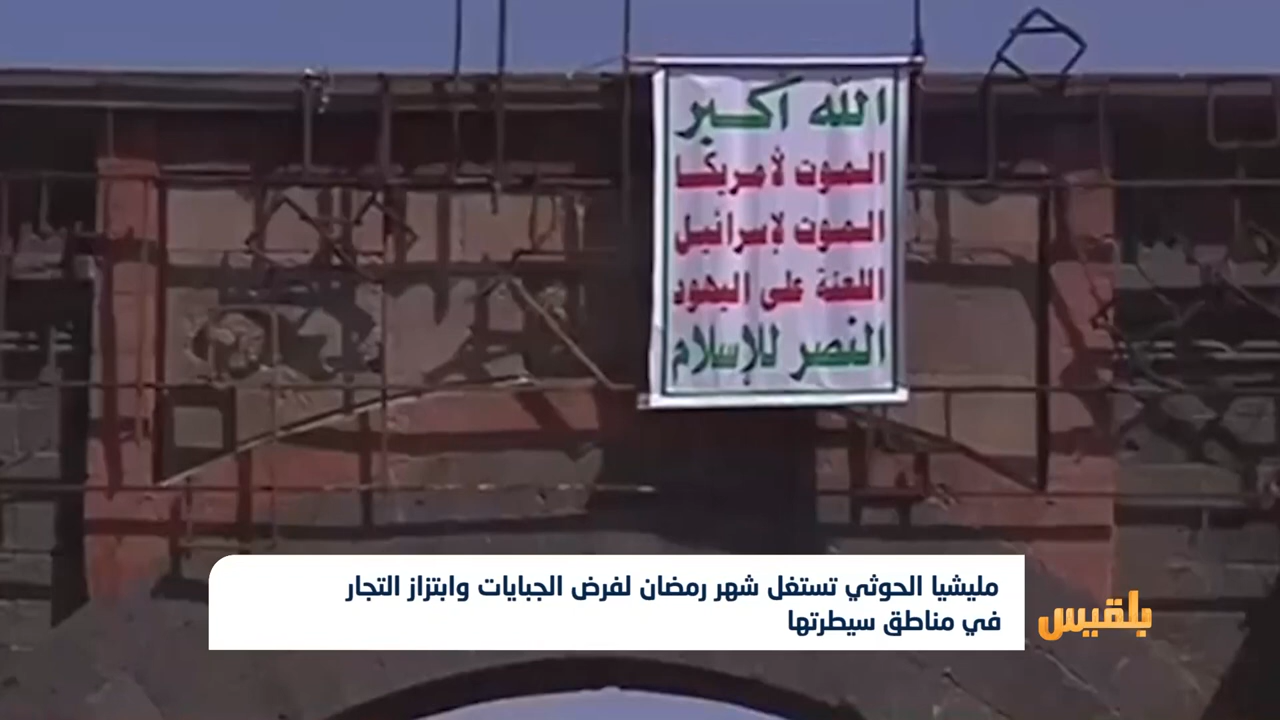 الله أكبر
الموت لأمريكا
الموت لإسرائيل
اللعنة على اليهود
النصر للإسلام
مليشيا الحوثي تستغل شهر رمضان لفرض الجبايات وابتزاز التجار
في مناطق سيطرتها
بلقيس